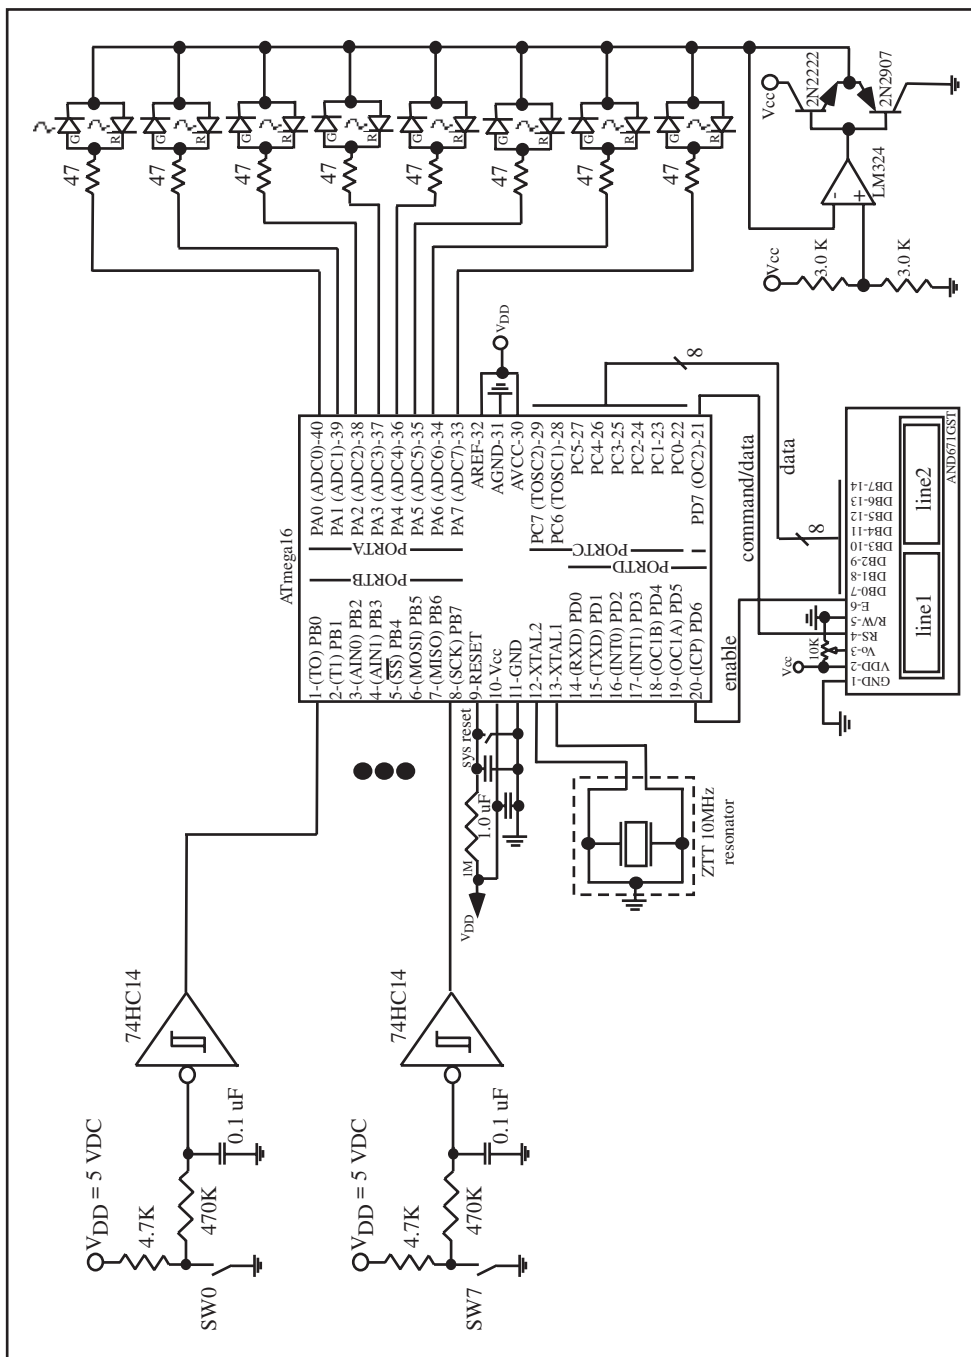 G
R
G
R
G
R
G
R
G
R
G
R
G
R
G
R
47
47
47
47
47
47
47
47
Vcc
2N2222
2N2907
LM324
-
+
Vcc
3.0 K
3.0 K
VDD
8
ATmega16
PA0 (ADC0)-40
PA1 (ADC1)-39
PA2 (ADC2)-38
PA3 (ADC3)-37
PA4 (ADC4)-36
PA5 (ADC5)-35
PA6 (ADC6)-34
PA7 (ADC7)-33
AREF-32
AGND-31
AVCC-30
PC7 (TOSC2)-29
PC6 (TOSC1)-28
PC5-27
PC4-26
PC3-25
PC2-24
PC1-23
PC0-22
PD7 (OC2)-21
PORTA
PORTB
PORTC
PORTD
1-(TO) PB0
2-(T1) PB1
3-(AIN0) PB2
4-(AIN1) PB3
5-(SS) PB4
6-(MOSI) PB5
7-(MISO) PB6
8-(SCK) PB7
9-RESET
10-Vcc
11-GND
12-XTAL2
13-XTAL1
14-(RXD) PD0
15-(TXD) PD1
16-(INT0) PD2
17-(INT1) PD3
18-(OC1B) PD4
19-(OC1A) PD5
20-(ICP) PD6
command/data
data
8
enable
AND671GST
DB7-14
DB6-13
DB5-12
DB4-11
DB3-10
DB2-9
DB1-8
DB0-7
E-6
R/W-5
RS-4
Vo-3
VDD-2
GND-1
line1
line2
Vcc
10K
sys reset
1.0 uF
1M
VDD
ZTT 10MHz
resonator
74HC14
74HC14
VDD = 5 VDC
4.7K
470K
0.1 uF
SW0
VDD = 5 VDC
4.7K
470K
0.1 uF
SW7